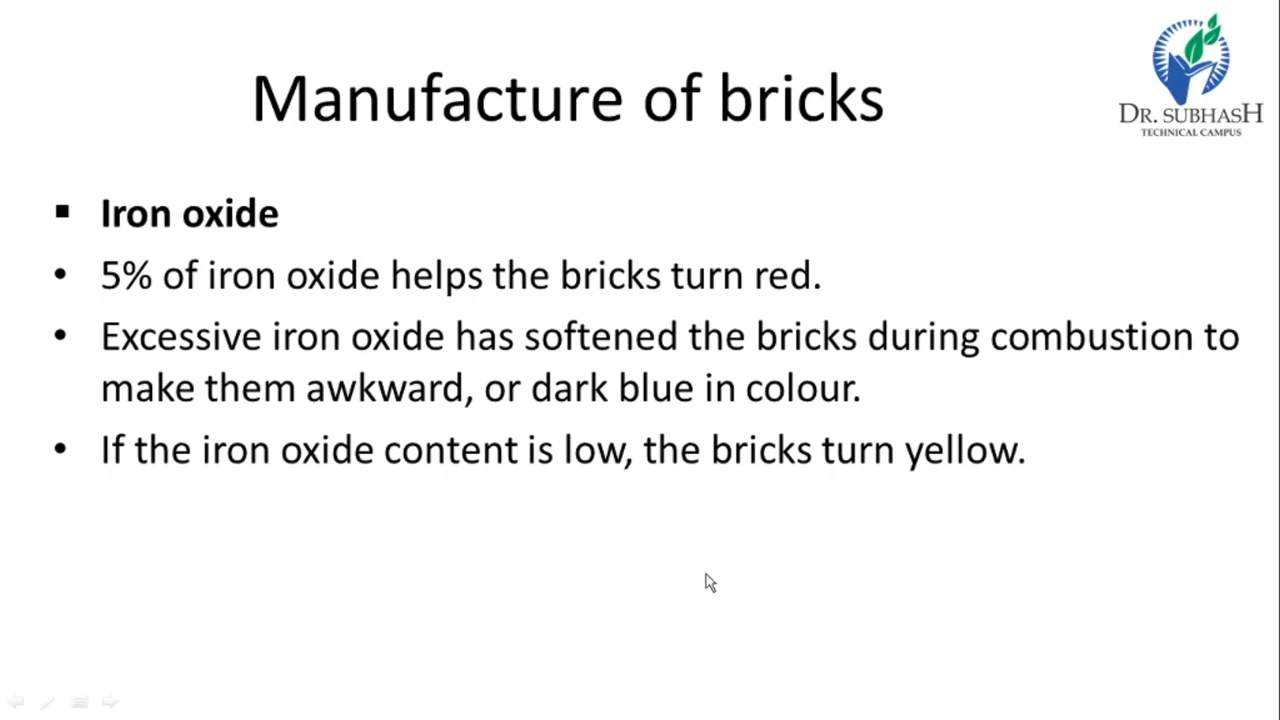 Manufacture of bricks
DR. SUBHASH
TECHNICAL CAMPUS
▪ Iron oxide
• 5% of iron oxide helps the bricks turn red.
• Excessive iron oxide has softened the bricks during combustion to
make them awkward, or dark blue in colour.
• If the iron oxide content is low, the bricks turn yellow.